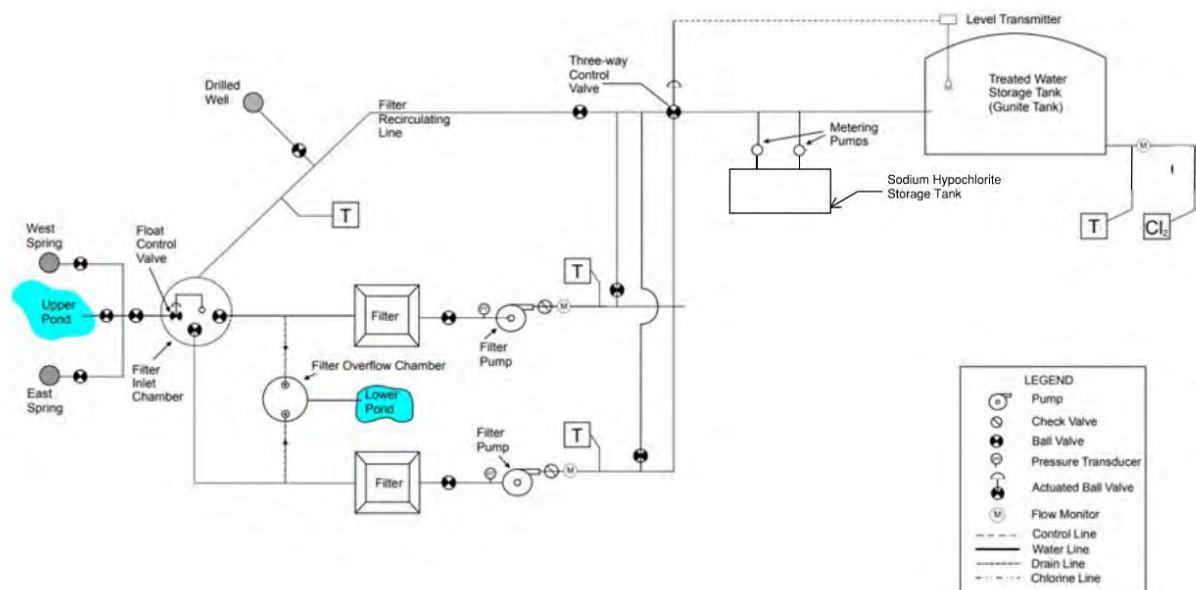 Level Transmitter
Three-way
Control
Valve
Treated Water
Storage Tank
(Gunite Tank)
Drilled
Well
Filter
Recirculating
Line
Metering
Pumps
M
Sodium Hypochlorite
Storage Tank
T
T
Cl₂
West
Spring
Float
Control
Valve
Upper
Pond
Filter
Inlet
Chamber
East
Spring
Filter
T
M
Filter
Pump
Filter Overflow Chamber
Lower
Pond
Filter
Pump
T
M
Filter
LEGEND
Pump
Check Valve
Ball Valve
Pressure Transducer
Actuated Ball Valve
M
Flow Monitor
Control Line
Water Line
Drain Line
Chlorine Line